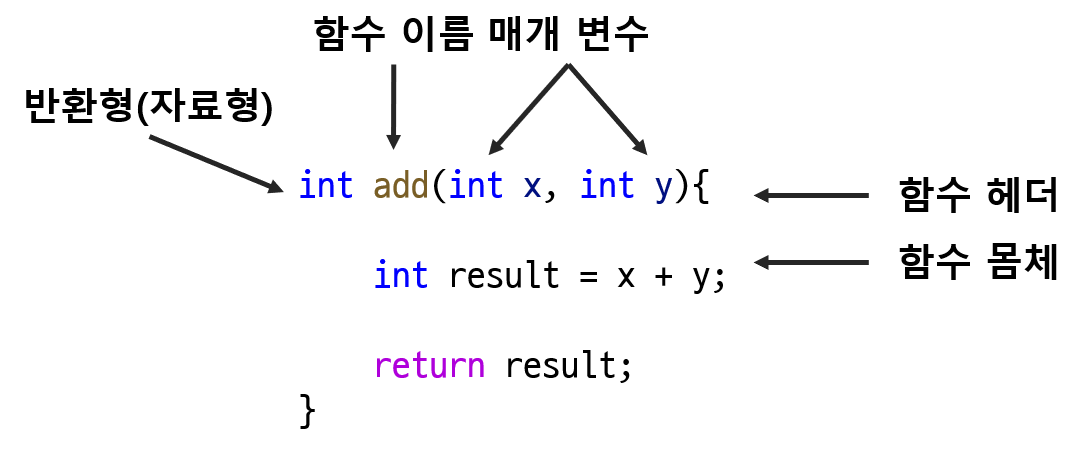 함수 이름 매개 변수
반환형(자료형)
int add(int x, int y){
함수 헤더
함수 몸체
int result = x + y;
return result;
}